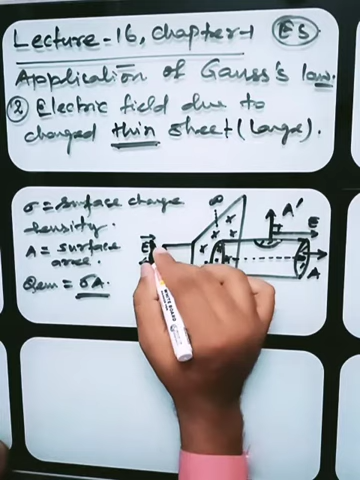 Lecture-16, Chapter-1
ES
Application of Gauss's law.
② Electric field due to
charged thin sheet (large).
σ = surface charge
density.
A = surface
area.
Qen = σA.
∞
A'
E
E
A
WHITE BOARD